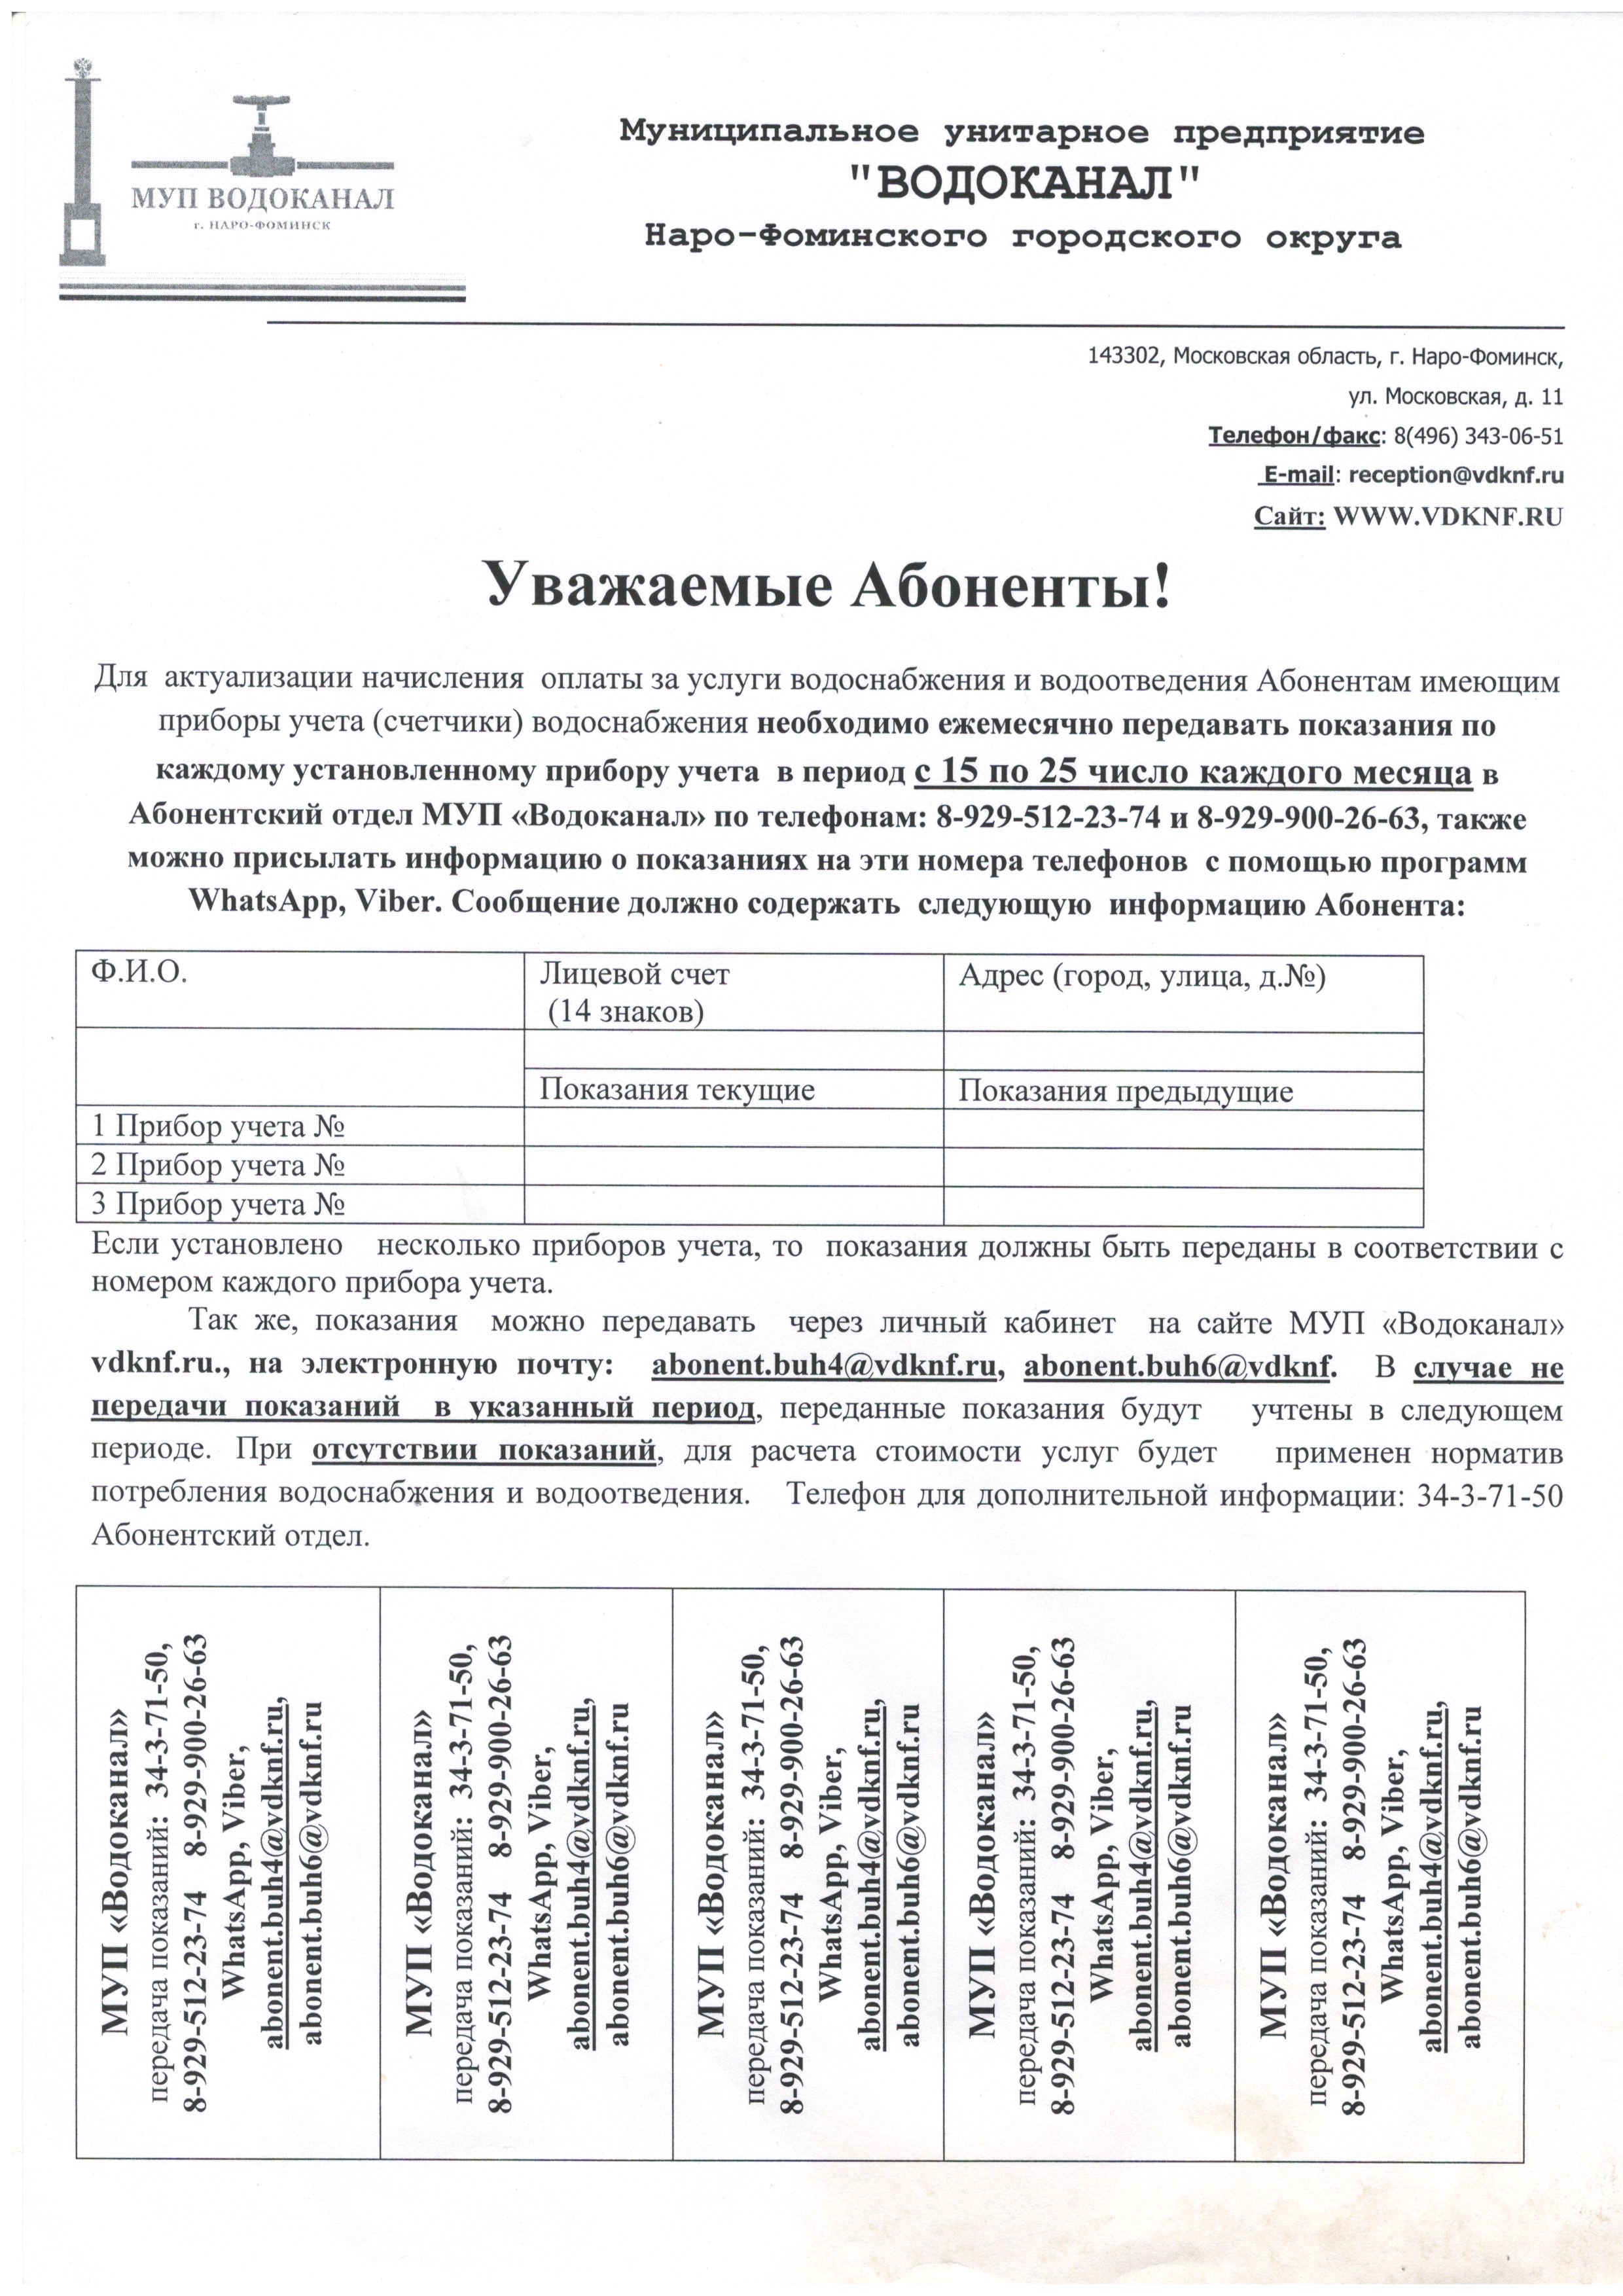 МУП ВОДОКАНАЛ
г. НАРО-ФОМИНСК
Муниципальное унитарное предприятие
"ВОДОКАНАЛ"
Наро-Фоминского городского округа
143302, Московская область, г. Наро-Фоминск,
ул. Московская, д. 11
Телефон/факс: 8(496) 343-06-51
E-mail: reception@vdknf.ru
Сайт: WWW.VDKNF.RU
Уважаемые Абоненты!
Для актуализации начисления оплаты за услуги водоснабжения и водоотведения Абонентам имеющим
приборы учета (счетчики) водоснабжения необходимо ежемесячно передавать показания по
каждому установленному прибору учета в период с 15 по 25 число каждого месяца в
Абонентский отдел МУП «Водоканал» по телефонам: 8-929-512-23-74 и 8-929-900-26-63, также
можно присылать информацию о показаниях на эти номера телефонов с помощью программ
WhatsApp, Viber. Сообщение должно содержать следующую информацию Абонента:
Ф.И.О.
Лицевой счет
(14 знаков)
Адрес (город, улица, д.№)
Показания текущие
Показания предыдущие
1 Прибор учета №
2 Прибор учета №
3 Прибор учета №
Если установлено несколько приборов учета, то показания должны быть переданы в соответствии с
номером каждого прибора учета.
Так же, показания можно передавать через личный кабинет на сайте МУП «Водоканал»
vdknf.ru., на электронную почту: abonent.buh4@vdknf.ru, abonent.buh6@vdknf. В случае не
передачи показаний в указанный период, переданные показания будут учтены в следующем
периоде. При отсутствии показаний, для расчета стоимости услуг будет применен норматив
потребления водоснабжения и водоотведения. Телефон для дополнительной информации: 34-3-71-50
Абонентский отдел.
МУП «Водоканал»
передача показаний: 34-3-71-50,
8-929-512-23-74 8-929-900-26-63
WhatsApp, Viber,
abonent.buh4@vdknf.ru,
abonent.buh6@vdknf.ru
МУП «Водоканал»
передача показаний: 34-3-71-50,
8-929-512-23-74 8-929-900-26-63
WhatsApp, Viber,
abonent.buh4@vdknf.ru,
abonent.buh6@vdknf.ru
МУП «Водоканал»
передача показаний: 34-3-71-50,
8-929-512-23-74 8-929-900-26-63
WhatsApp, Viber,
abonent.buh4@vdknf.ru,
abonent.buh6@vdknf.ru
МУП «Водоканал»
передача показаний: 34-3-71-50,
8-929-512-23-74 8-929-900-26-63
WhatsApp, Viber,
abonent.buh4@vdknf.ru,
abonent.buh6@vdknf.ru
МУП «Водоканал»
передача показаний: 34-3-71-50,
8-929-512-23-74 8-929-900-26-63
WhatsApp, Viber,
abonent.buh4@vdknf.ru,
abonent.buh6@vdknf.ru